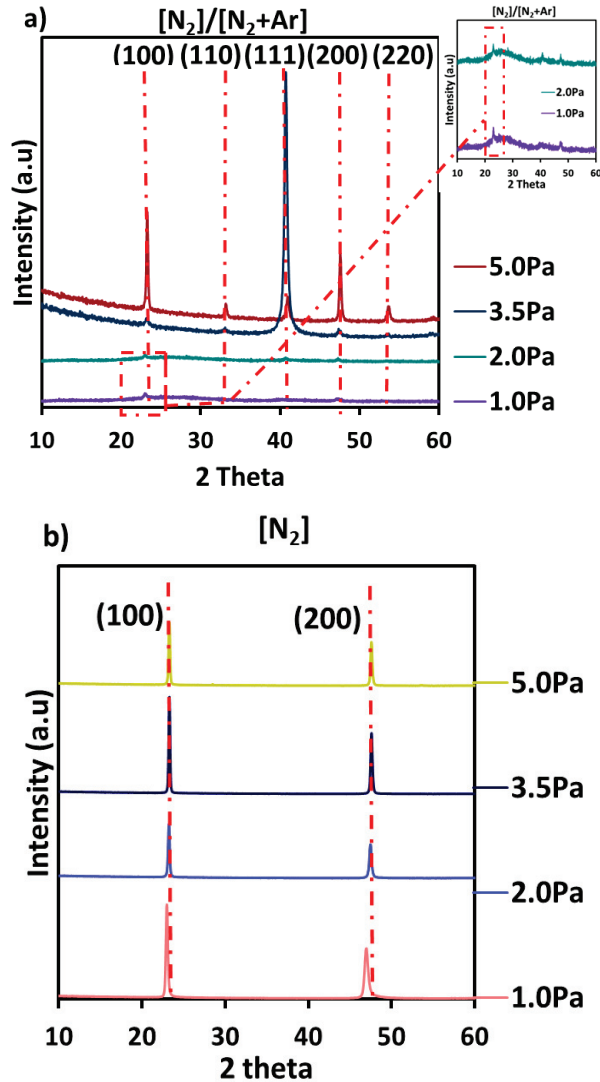 a)
[N₂]/[N₂+Ar]
(100) (110) (111) (200) (220)
Intensity (a.u)
5.0Pa
3.5Pa
2.0Pa
1.0Pa
10 20 30 40 50 60
2 Theta
[N₂]/[N₂+Ar]
Intensity (a.u)
2.0Pa
1.0Pa
10 20 30 40 50 60
2 Theta
b)
[N₂]
(100) (200)
Intensity (a.u)
5.0Pa
3.5Pa
2.0Pa
1.0Pa
10 20 30 40 50 60
2 theta